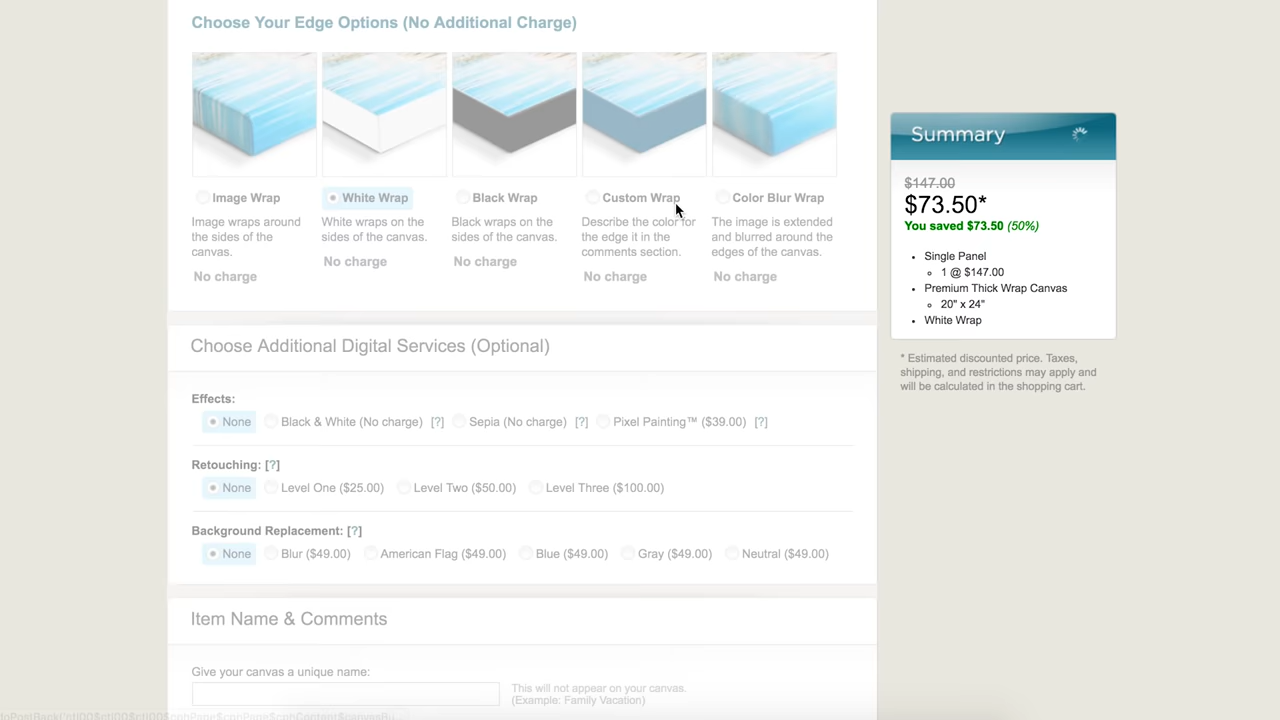 Choose Your Edge Options (No Additional Charge)
Image Wrap
Image wraps around
the sides of the
canvas.
No charge
White Wrap
White wraps on the
sides of the canvas.
No charge
Black Wrap
Black wraps on the
sides of the canvas.
No charge
Custom Wrap
Describe the color for
the edge it in the
comments section.
No charge
Color Blur Wrap
The image is extended
and blurred around the
edges of the canvas.
No charge
Summary
$147.00
$73.50*
You saved $73.50 (50%)
Single Panel
1 @ $147.00
Premium Thick Wrap Canvas
20" x 24"
White Wrap
* Estimated discounted price. Taxes,
shipping, and restrictions may apply and
will be calculated in the shopping cart.
Choose Additional Digital Services (Optional)
Effects:
None Black & White (No charge) [?] Sepia (No charge) [?] Pixel Painting™ ($39.00) [?]
Retouching: [?]
None Level One ($25.00) Level Two ($50.00) Level Three ($100.00)
Background Replacement: [?]
None Blur ($49.00) American Flag ($49.00) Blue ($49.00) Gray ($49.00) Neutral ($49.00)
Item Name & Comments
Give your canvas a unique name:
This will not appear on your canvas.
(Example: Family Vacation)